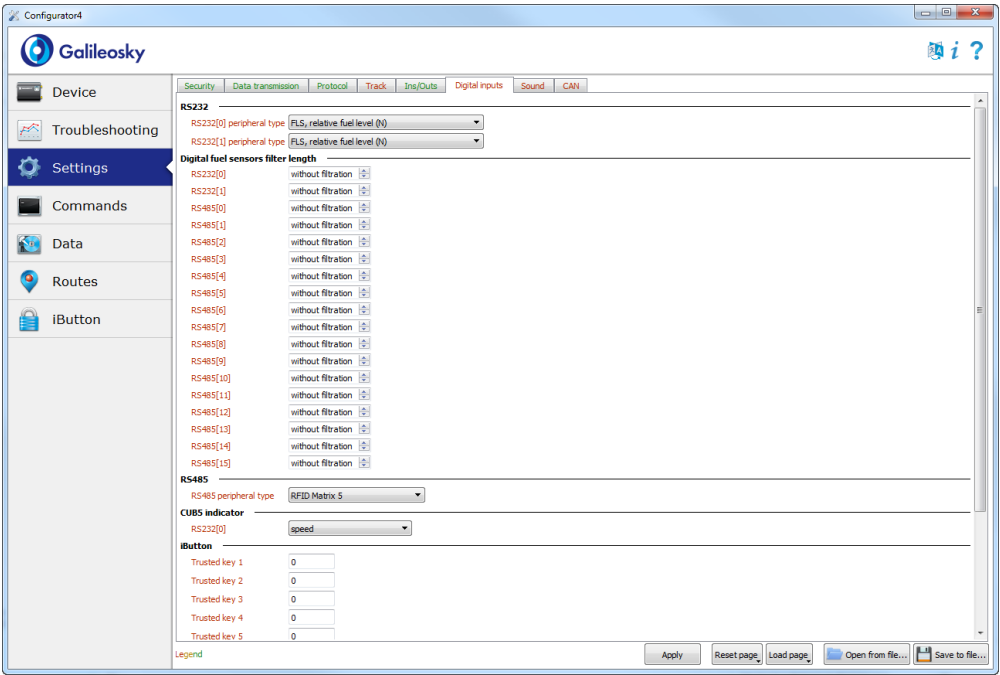 Configurator4
Galileosky
Device
Troubleshooting
Settings
Commands
Data
Routes
iButton
Security Data transmission Protocol Track Ins/Outs Digital inputs Sound CAN
RS232
RS232[0] peripheral type FLS, relative fuel level (N)
RS232[1] peripheral type FLS, relative fuel level (N)
Digital fuel sensors filter length
RS232[0] without filtration
RS232[1] without filtration
RS485[0] without filtration
RS485[1] without filtration
RS485[2] without filtration
RS485[3] without filtration
RS485[4] without filtration
RS485[5] without filtration
RS485[6] without filtration
RS485[7] without filtration
RS485[8] without filtration
RS485[9] without filtration
RS485[10] without filtration
RS485[11] without filtration
RS485[12] without filtration
RS485[13] without filtration
RS485[14] without filtration
RS485[15] without filtration
RS485
RS485 peripheral type RFID Matrix 5
CUB5 indicator
RS232[0] speed
iButton
Trusted key 1 0
Trusted key 2 0
Trusted key 3 0
Trusted key 4 0
Trusted key 5 0
Legend Apply Reset page Load page Open from file... Save to file...